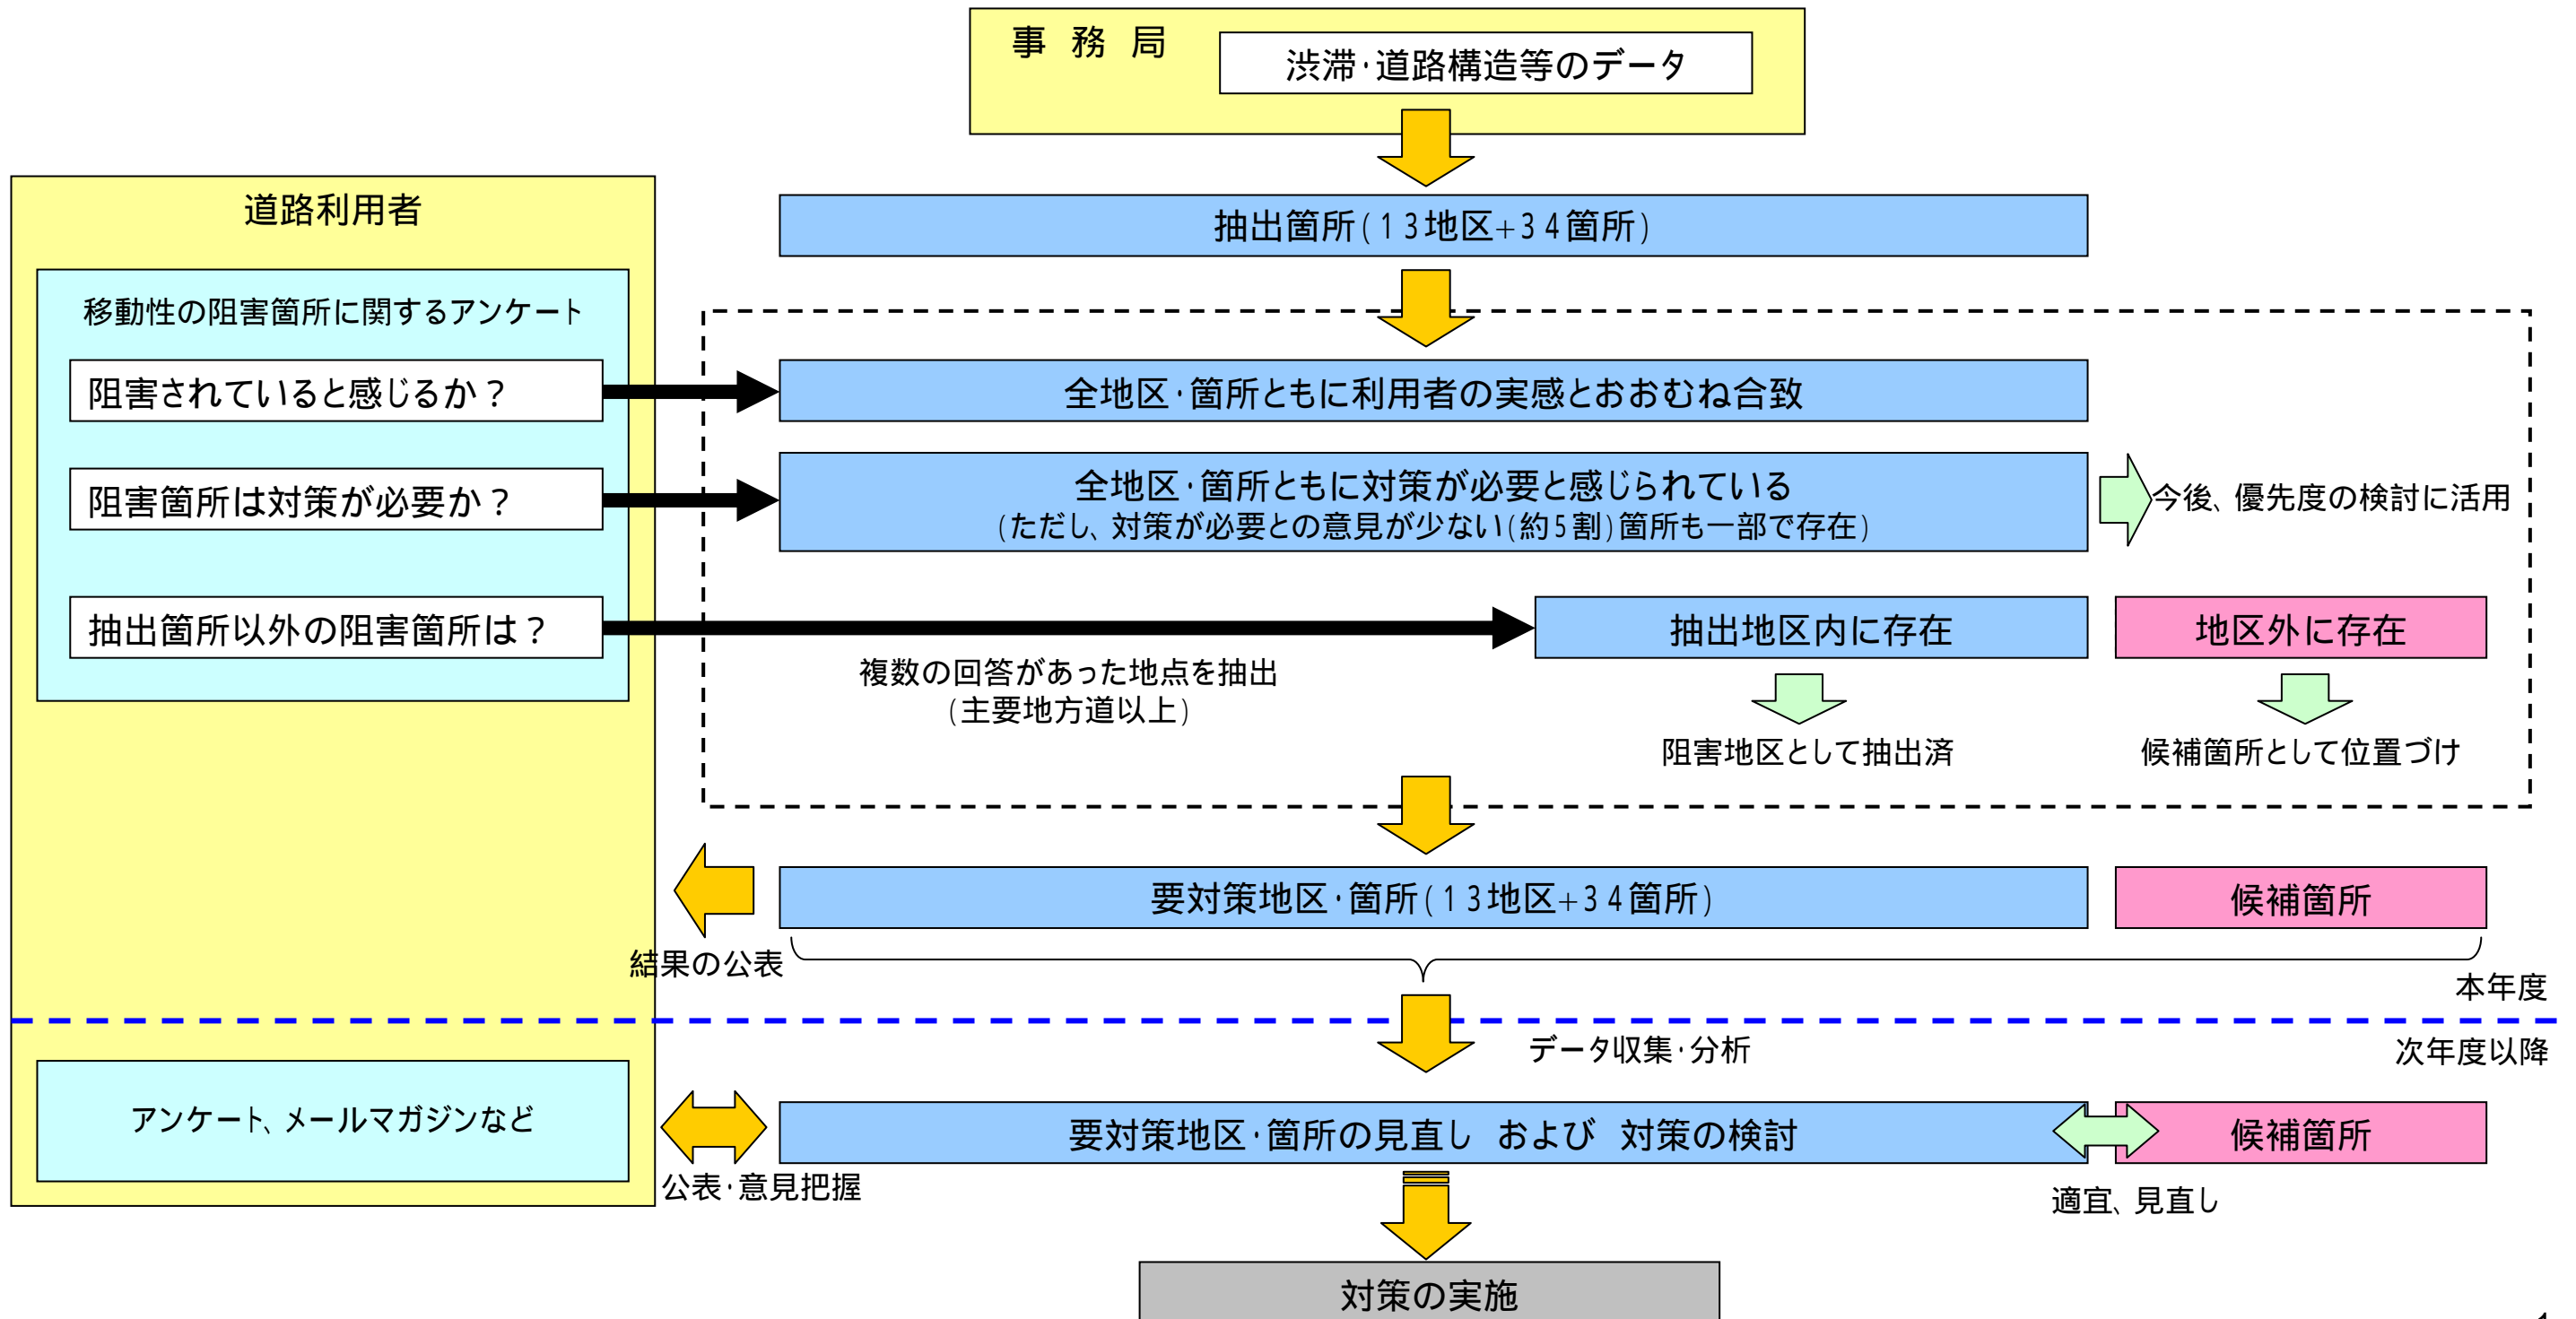 事務局
渋滞・道路構造等のデータ
道路利用者
抽出箇所(13地区+34箇所)
移動性の阻害箇所に関するアンケート
阻害されていると感じるか？
全地区・箇所ともに利用者の実感とおおむね合致
阻害箇所は対策が必要か？
全地区・箇所ともに対策が必要と感じられている
(ただし、対策が必要との意見が少ない(約5割)箇所も一部で存在)
今後、優先度の検討に活用
抽出箇所以外の阻害箇所は？
抽出地区内に存在
地区外に存在
複数の回答があった地点を抽出
(主要地方道以上)
阻害地区として抽出済
候補箇所として位置づけ
要対策地区・箇所(13地区+34箇所)
候補箇所
結果の公表
本年度
データ収集・分析
次年度以降
アンケート、メールマガジンなど
要対策地区・箇所の見直し および 対策の検討
候補箇所
公表・意見把握
適宜、見直し
対策の実施